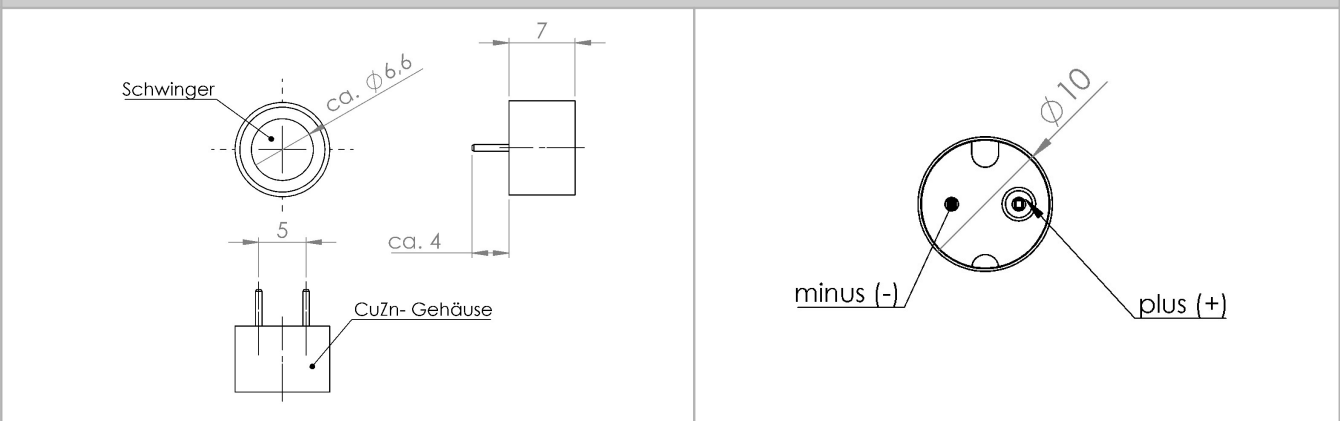 7
Schwinger
ca. ∅6,6
ca. 4
5
CuZn- Gehäuse
∅10
minus (-)
plus (+)